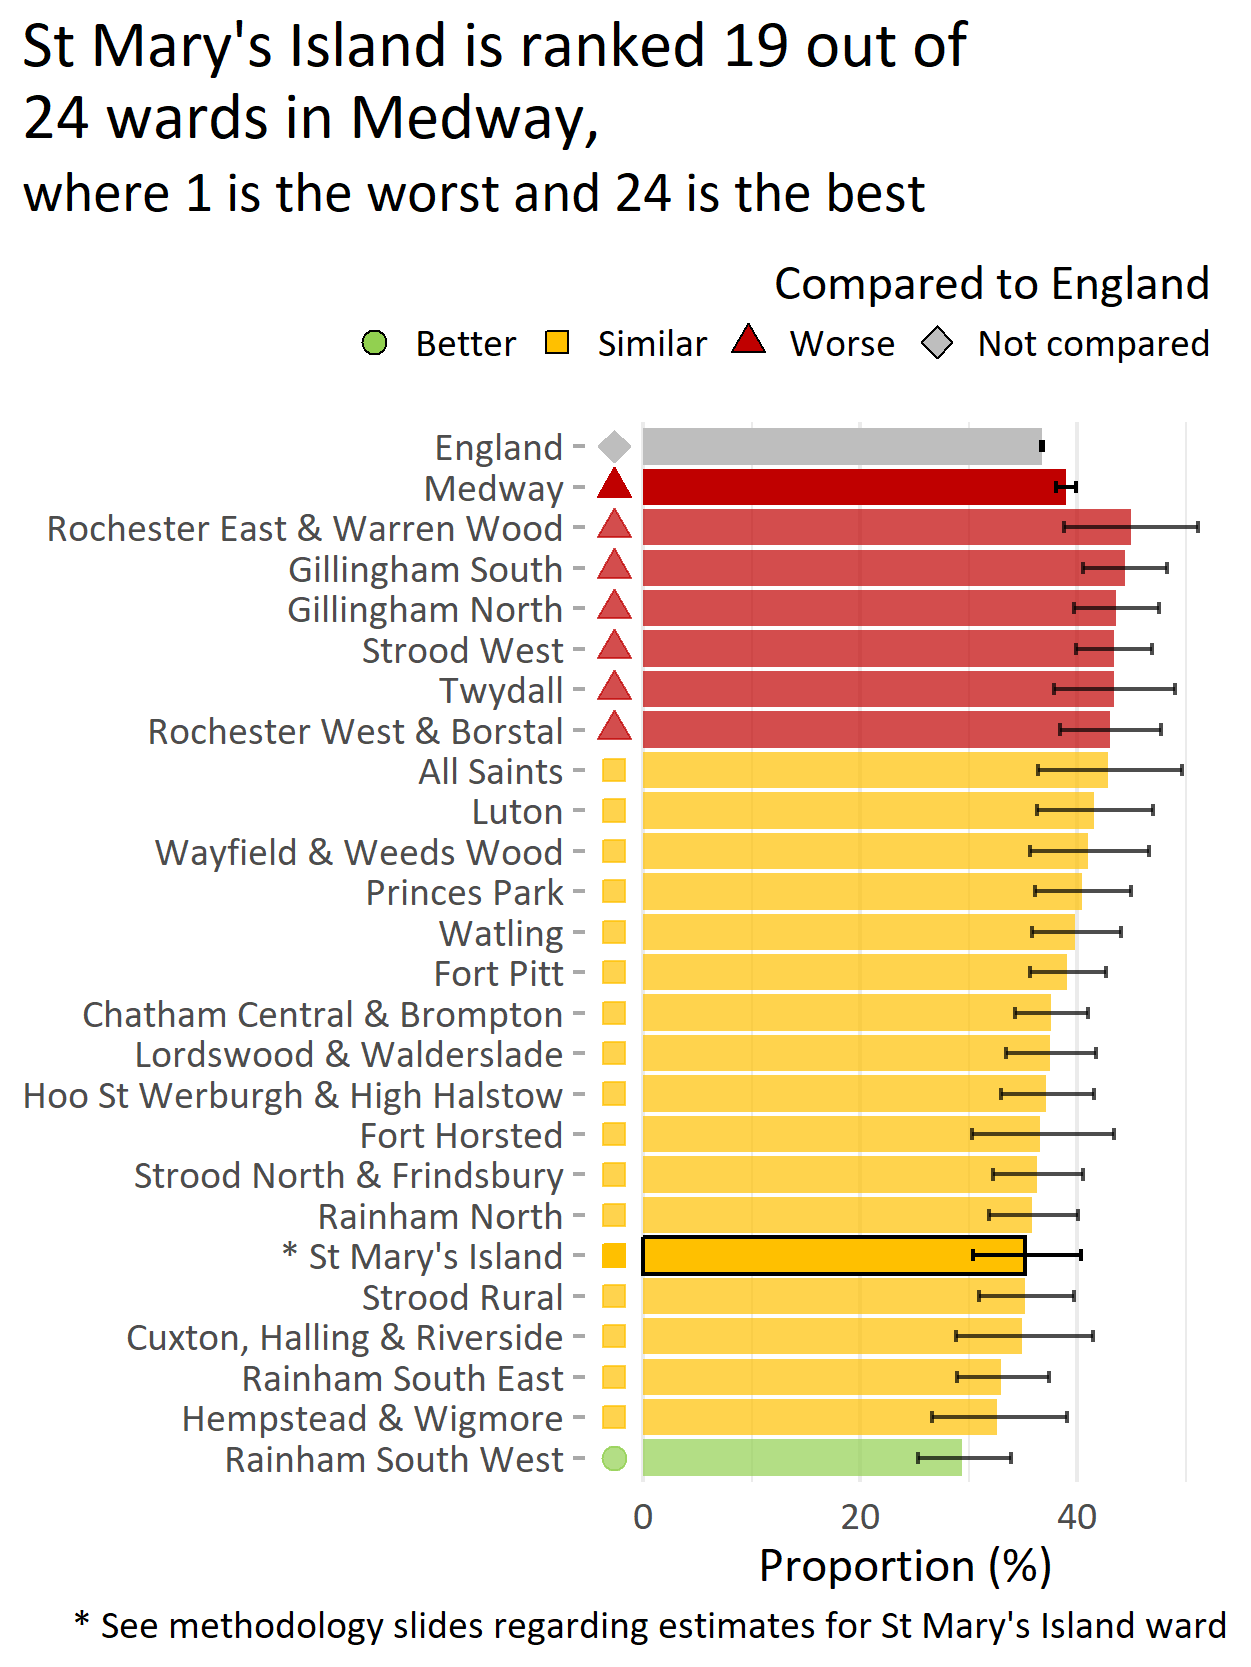 St Mary's Island is ranked 19 out of
24 wards in Medway,
where 1 is the worst and 24 is the best
Compared to England
Better Similar Worse Not compared
England
Medway
Rochester East & Warren Wood
Gillingham South
Gillingham North
Strood West
Twydall
Rochester West & Borstal
All Saints
Luton
Wayfield & Weeds Wood
Princes Park
Watling
Fort Pitt
Chatham Central & Brompton
Lordswood & Walderslade
Hoo St Werburgh & High Halstow
Fort Horsted
Strood North & Frindsbury
Rainham North
* St Mary's Island
Strood Rural
Cuxton, Halling & Riverside
Rainham South East
Hempstead & Wigmore
Rainham South West
0 20 40
Proportion (%)
* See methodology slides regarding estimates for St Mary's Island ward